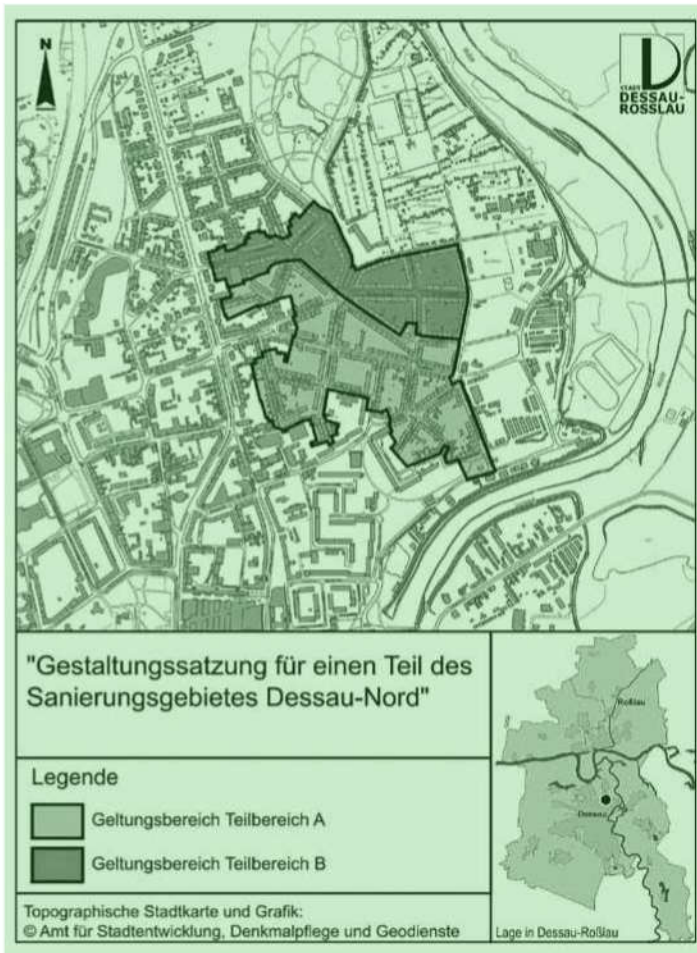 N
STADT
DESSAU-
ROSSLAU
"Gestaltungssatzung für einen Teil des
Sanierungsgebietes Dessau-Nord"
Legende
Geltungsbereich Teilbereich A
Geltungsbereich Teilbereich B
Topographische Stadtkarte und Grafik:
© Amt für Stadtentwicklung, Denkmalpflege und Geodienste
Roßlau
Dessau
Lage in Dessau-Roßlau